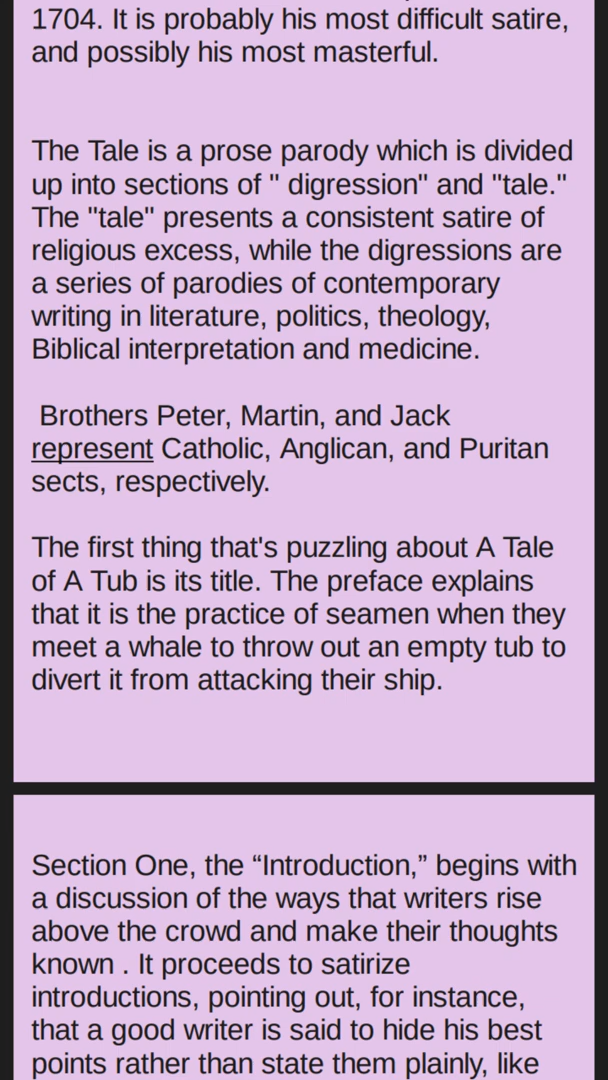 1704. It is probably his most difficult satire,
and possibly his most masterful.
The Tale is a prose parody which is divided
up into sections of " digression" and "tale."
The "tale" presents a consistent satire of
religious excess, while the digressions are
a series of parodies of contemporary
writing in literature, politics, theology,
Biblical interpretation and medicine.
Brothers Peter, Martin, and Jack
represent Catholic, Anglican, and Puritan
sects, respectively.
The first thing that's puzzling about A Tale
of A Tub is its title. The preface explains
that it is the practice of seamen when they
meet a whale to throw out an empty tub to
divert it from attacking their ship.
Section One, the “Introduction,” begins with
a discussion of the ways that writers rise
above the crowd and make their thoughts
known . It proceeds to satirize
introductions, pointing out, for instance,
that a good writer is said to hide his best
points rather than state them plainly, like